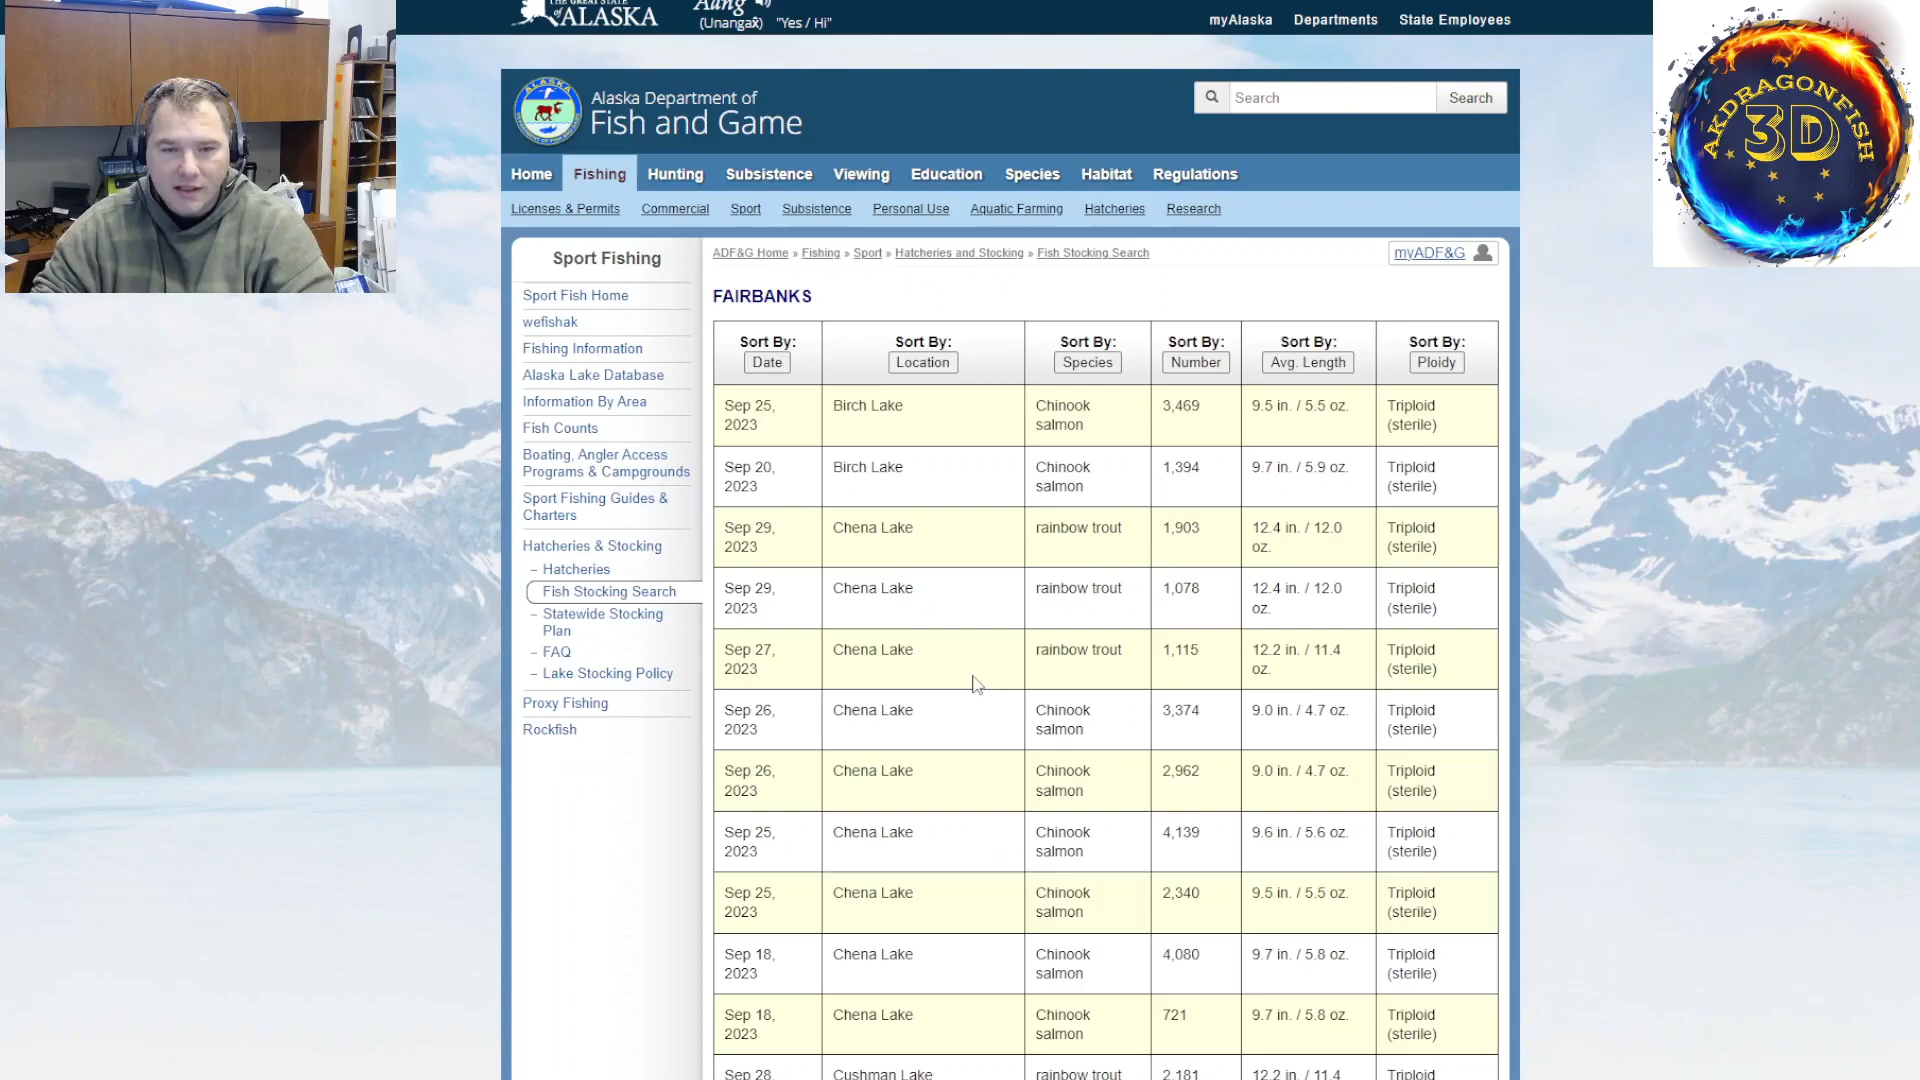 THE GREAT STATE
of ALASKA
Aang
(Unangax̂) "Yes / Hi"
myAlaska Departments State Employees
AKDRAGONFISH
3D
ALASKA
Alaska Department of
Fish and Game
Search Search
Home Fishing Hunting Subsistence Viewing Education Species Habitat Regulations
Licenses & Permits Commercial Sport Subsistence Personal Use Aquatic Farming Hatcheries Research
Sport Fishing
Sport Fish Home
wefishak
Fishing Information
Alaska Lake Database
Information By Area
Fish Counts
Boating, Angler Access
Programs & Campgrounds
Sport Fishing Guides &
Charters
Hatcheries & Stocking
– Hatcheries
Fish Stocking Search
– Statewide Stocking
Plan
– FAQ
– Lake Stocking Policy
Proxy Fishing
Rockfish
ADF&G Home » Fishing » Sport » Hatcheries and Stocking » Fish Stocking Search
myADF&G
FAIRBANKS
Sort By: Sort By: Sort By: Sort By: Sort By: Sort By:
Date Location Species Number Avg. Length Ploidy
Sep 25, Birch Lake Chinook 3,469 9.5 in. / 5.5 oz. Triploid
2023 salmon (sterile)
Sep 20, Birch Lake Chinook 1,394 9.7 in. / 5.9 oz. Triploid
2023 salmon (sterile)
Sep 29, Chena Lake rainbow trout 1,903 12.4 in. / 12.0 Triploid
2023 oz. (sterile)
Sep 29, Chena Lake rainbow trout 1,078 12.4 in. / 12.0 Triploid
2023 oz. (sterile)
Sep 27, Chena Lake rainbow trout 1,115 12.2 in. / 11.4 Triploid
2023 oz. (sterile)
Sep 26, Chena Lake Chinook 3,374 9.0 in. / 4.7 oz. Triploid
2023 salmon (sterile)
Sep 26, Chena Lake Chinook 2,962 9.0 in. / 4.7 oz. Triploid
2023 salmon (sterile)
Sep 25, Chena Lake Chinook 4,139 9.6 in. / 5.6 oz. Triploid
2023 salmon (sterile)
Sep 25, Chena Lake Chinook 2,340 9.5 in. / 5.5 oz. Triploid
2023 salmon (sterile)
Sep 18, Chena Lake Chinook 4,080 9.7 in. / 5.8 oz. Triploid
2023 salmon (sterile)
Sep 18, Chena Lake Chinook 721 9.7 in. / 5.8 oz. Triploid
2023 salmon (sterile)
Sep 28, Cushman Lake rainbow trout 2,181 12.2 in. / 11.4 Triploid